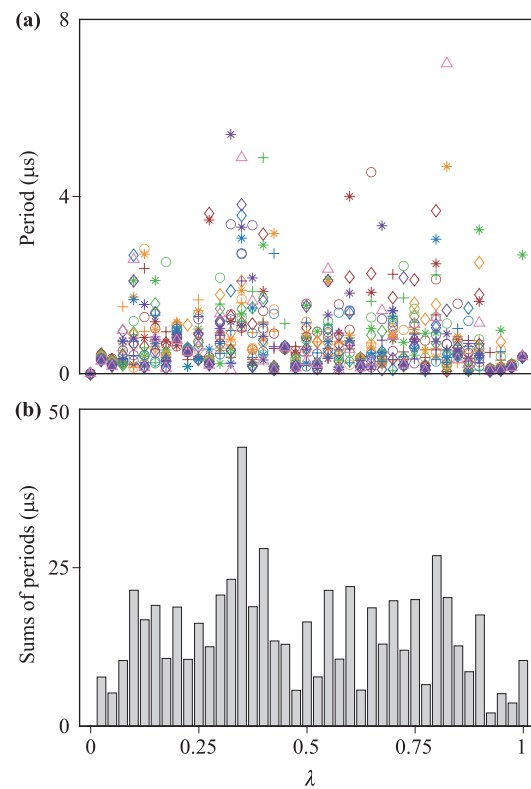 (a)
8
4
0
Period (μs)
(b)
50
25
0
Sums of periods (μs)
0 0.25 0.5 0.75 1
λ